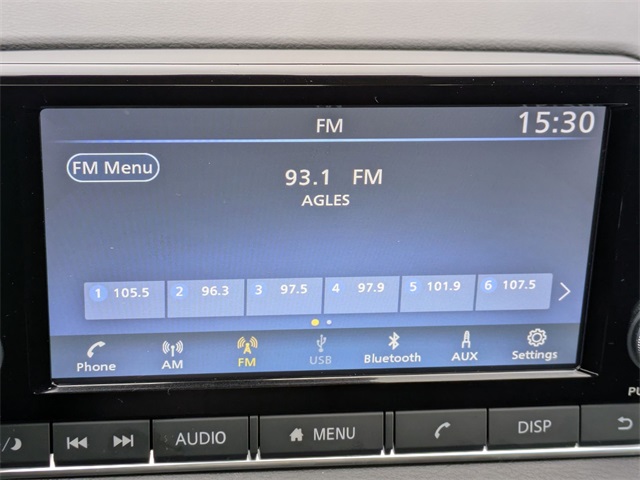 FM 15:30
FM Menu
93.1 FM
AGLES
1 105.5 2 96.3 3 97.5 4 97.9 5 101.9 6 107.5
Phone AM FM USB Bluetooth AUX Settings
AUDIO MENU DISP